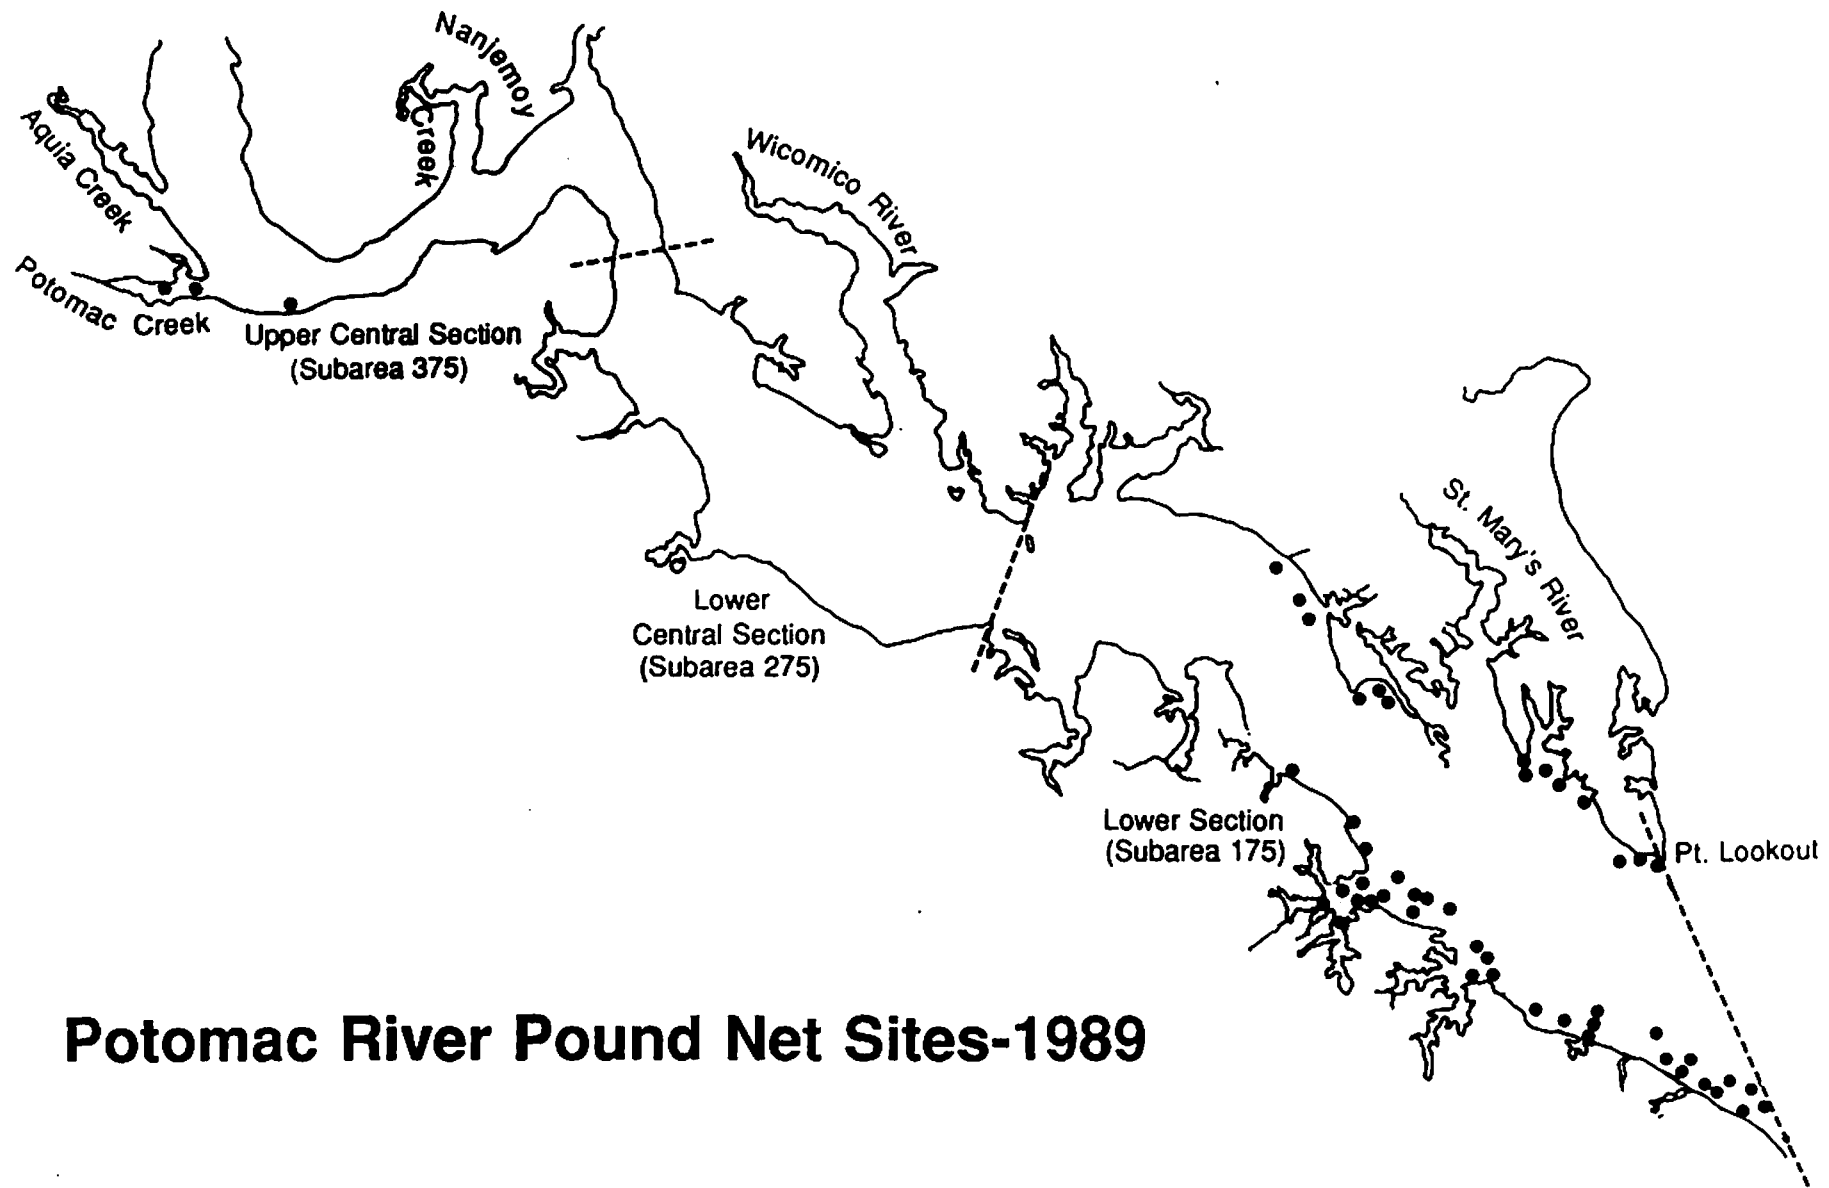 Nanjemoy
Creek
Aquia Creek
Wicomico River
Potomac Creek
Upper Central Section
(Subarea 375)
St. Mary's River
Lower
Central Section
(Subarea 275)
Lower Section
(Subarea 175)
Pt. Lookout
Potomac River Pound Net Sites-1989